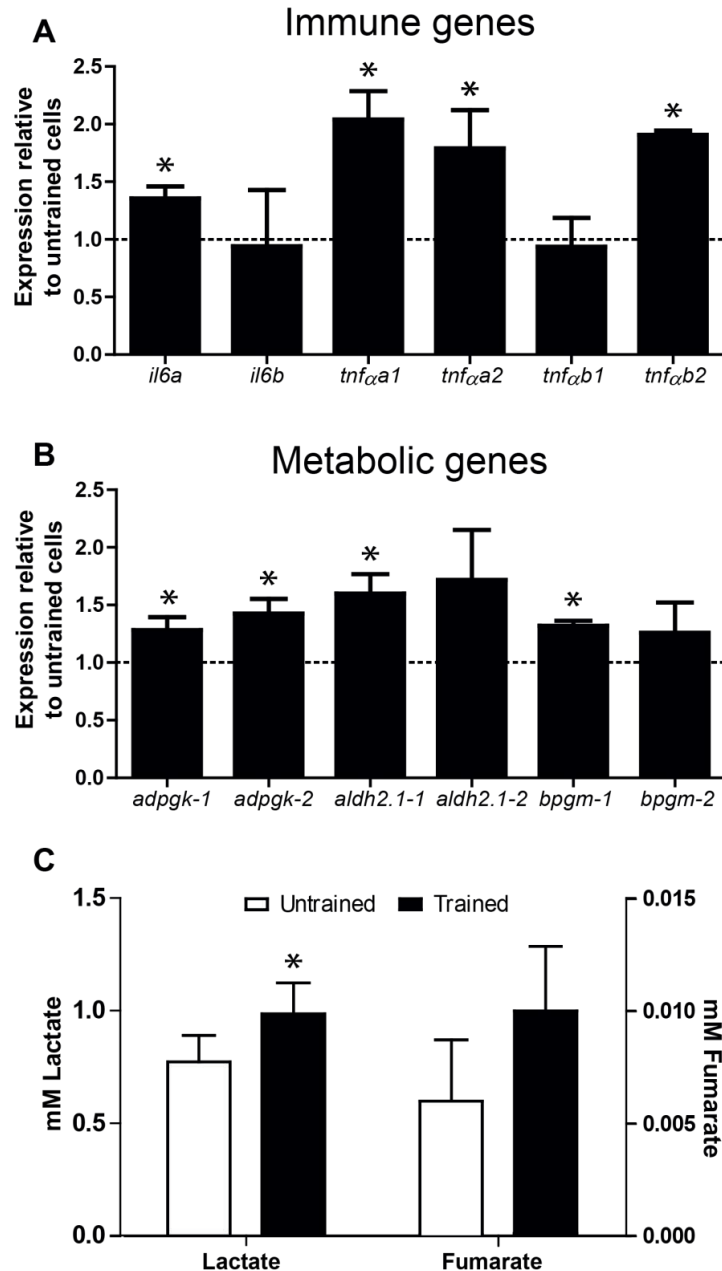 A
Immune genes
Expression relative
to untrained cells
2.5
2.0
1.5
1.0
0.5
0.0
* * * *
il6a il6b tnfαa1 tnfαa2 tnfαb1 tnfαb2
B
Metabolic genes
Expression relative
to untrained cells
2.5
2.0
1.5
1.0
0.5
0.0
* * * *
adpgk-1 adpgk-2 aldh2.1-1 aldh2.1-2 bpgm-1 bpgm-2
C
Untrained Trained
mM Lactate
1.5
1.0
0.5
0.0
*
mM Fumarate
0.015
0.010
0.005
0.000
Lactate Fumarate